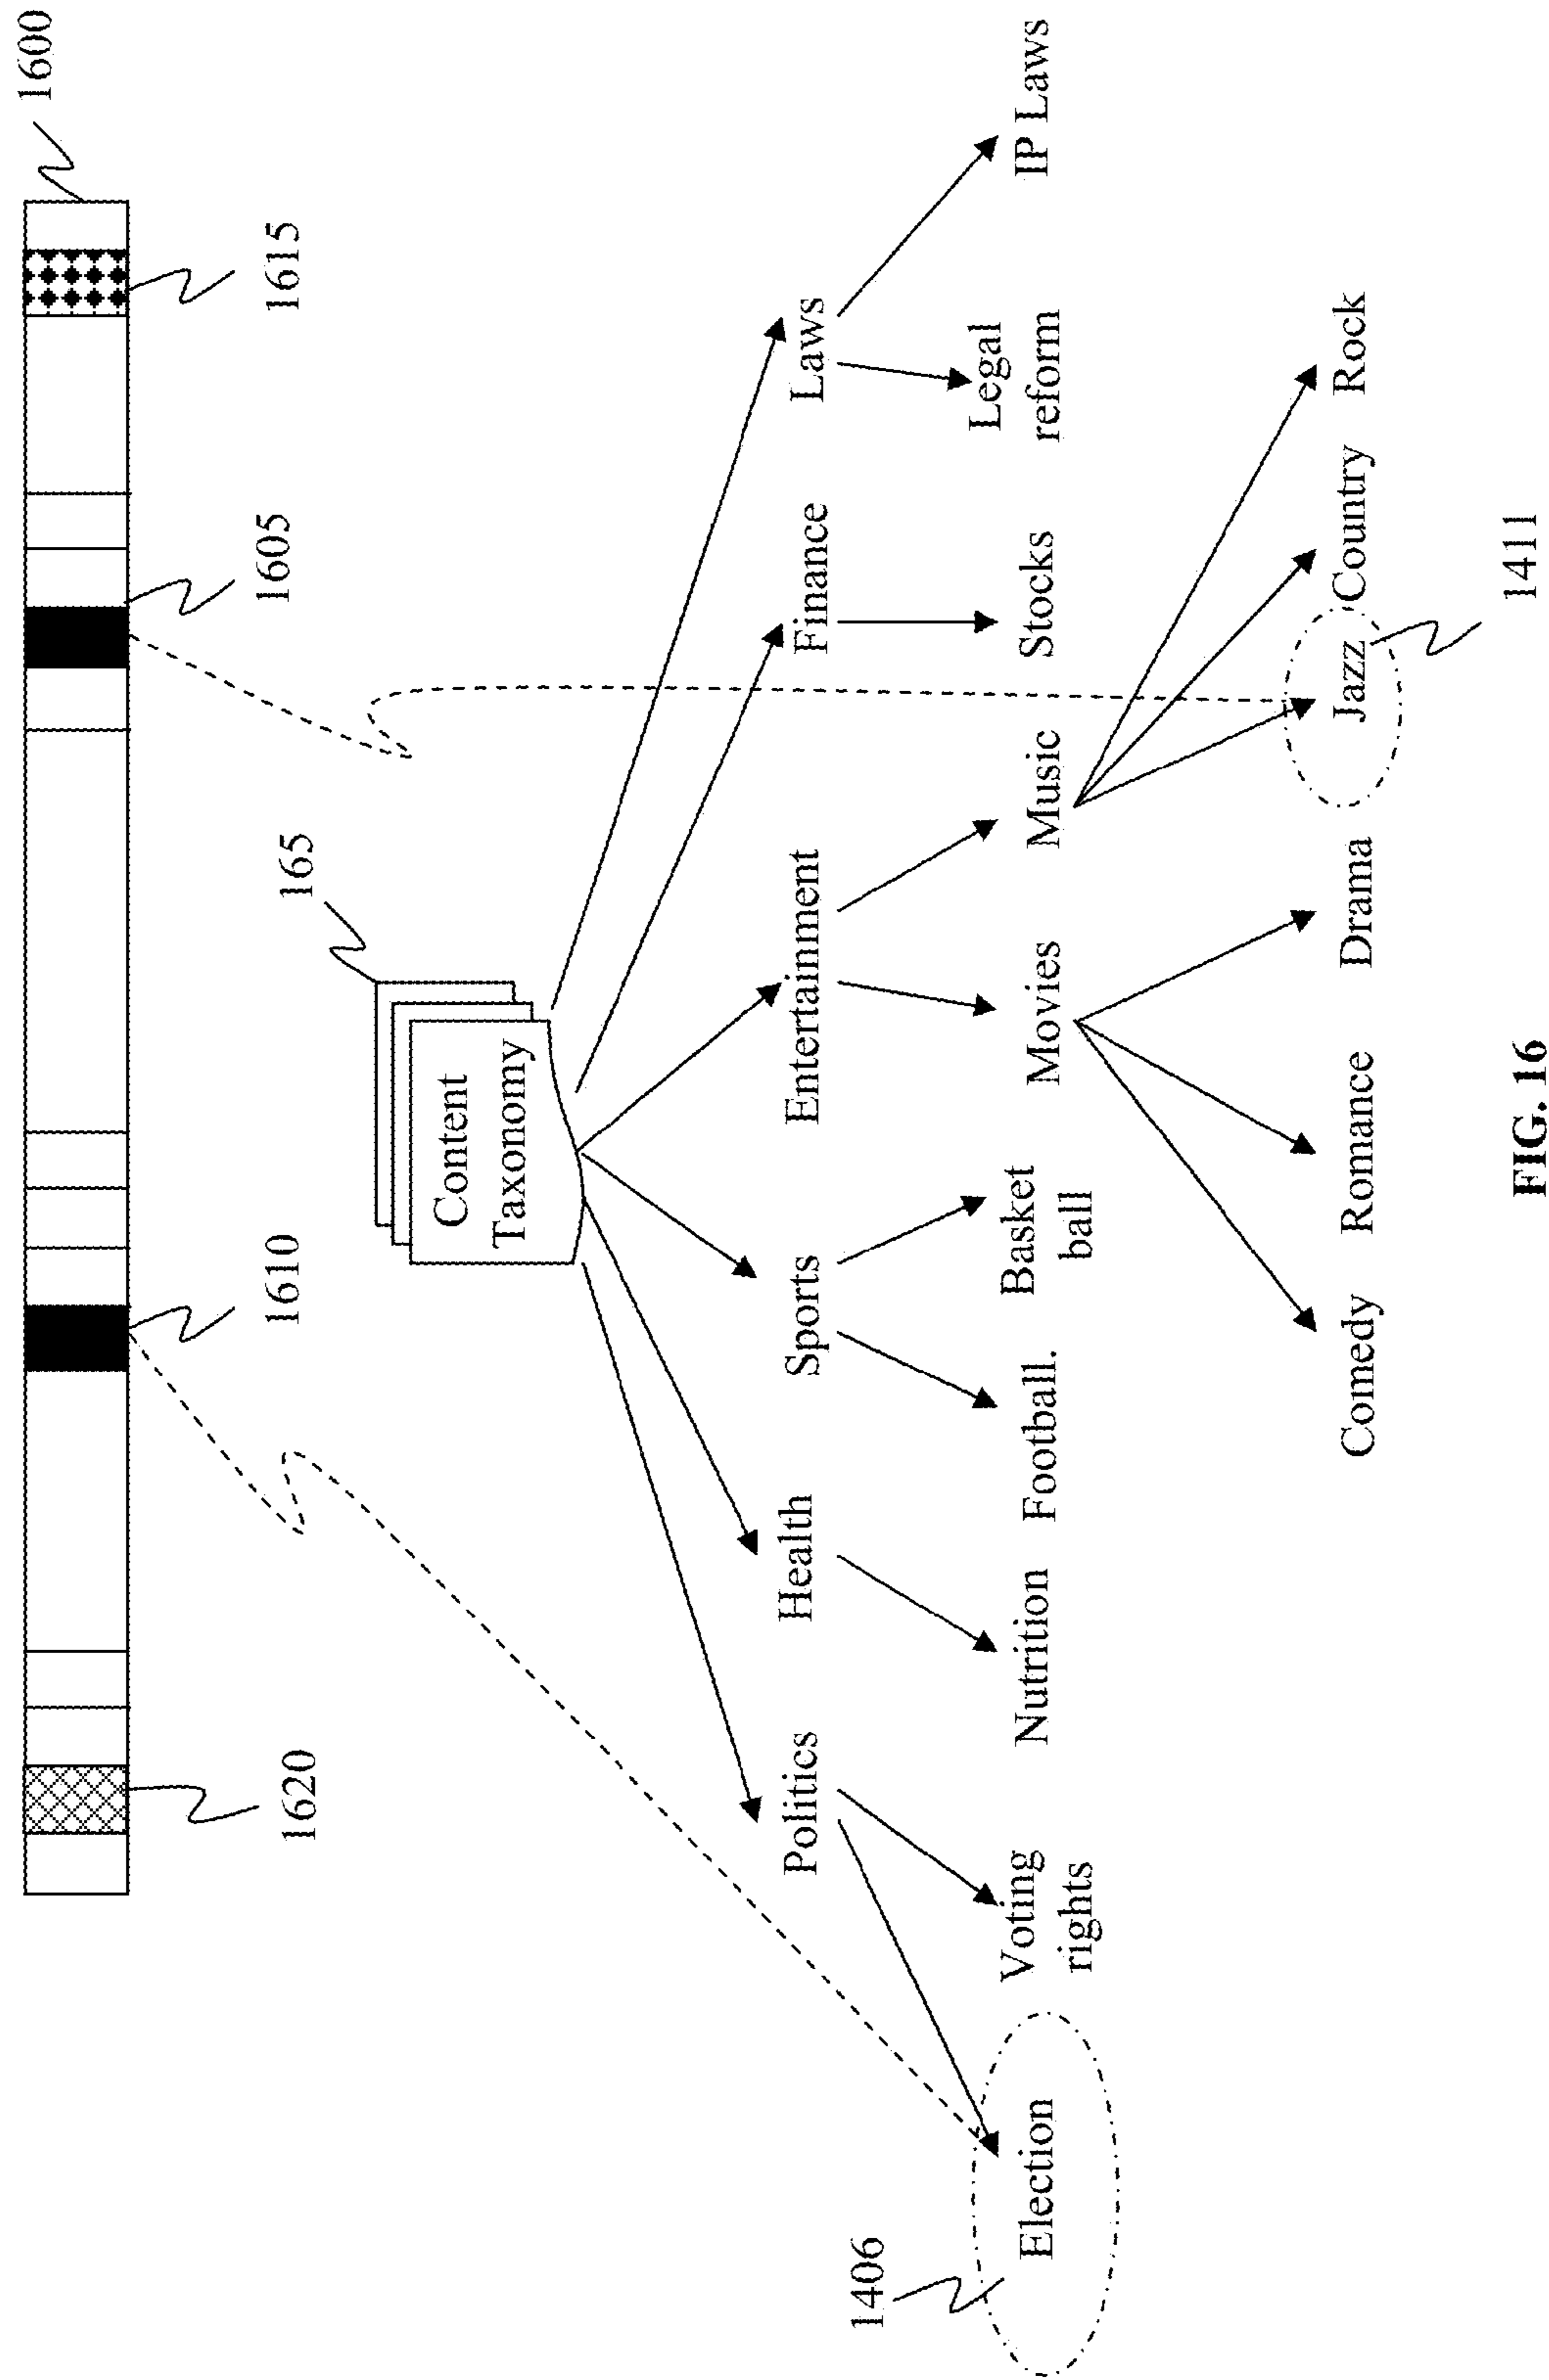 1600
1620
1610
1605
1615
165
Content
Taxonomy
Politics
Health
Sports
Entertainment
Finance
Laws
1406
Election
Voting
rights
Nutrition
Football.
Basket
ball
Movies
Music
Stocks
Legal
reform
IP Laws
Comedy
Romance
Drama
Jazz
Country
Rock
1411
FIG. 16